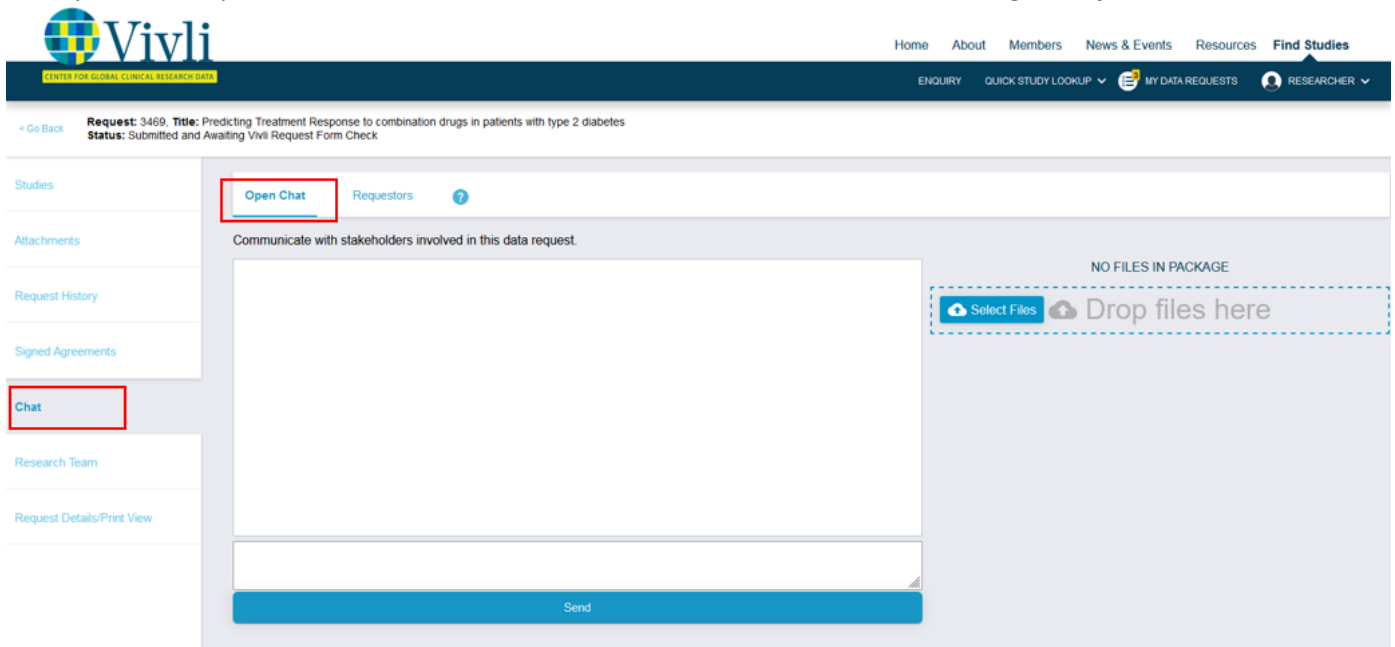 Vivli
CENTER FOR GLOBAL CLINICAL RESEARCH DATA
Home About Members News & Events Resources Find Studies
ENQUIRY QUICK STUDY LOOKUP 3 MY DATA REQUESTS RESEARCHER
< Go Back Request: 3469, Title: Predicting Treatment Response to combination drugs in patients with type 2 diabetes
Status: Submitted and Awaiting Vivli Request Form Check
Studies
Attachments
Request History
Signed Agreements
Chat
Research Team
Request Details/Print View
Open Chat Requestors ?
Communicate with stakeholders involved in this data request.
NO FILES IN PACKAGE
Select Files Drop files here
Send